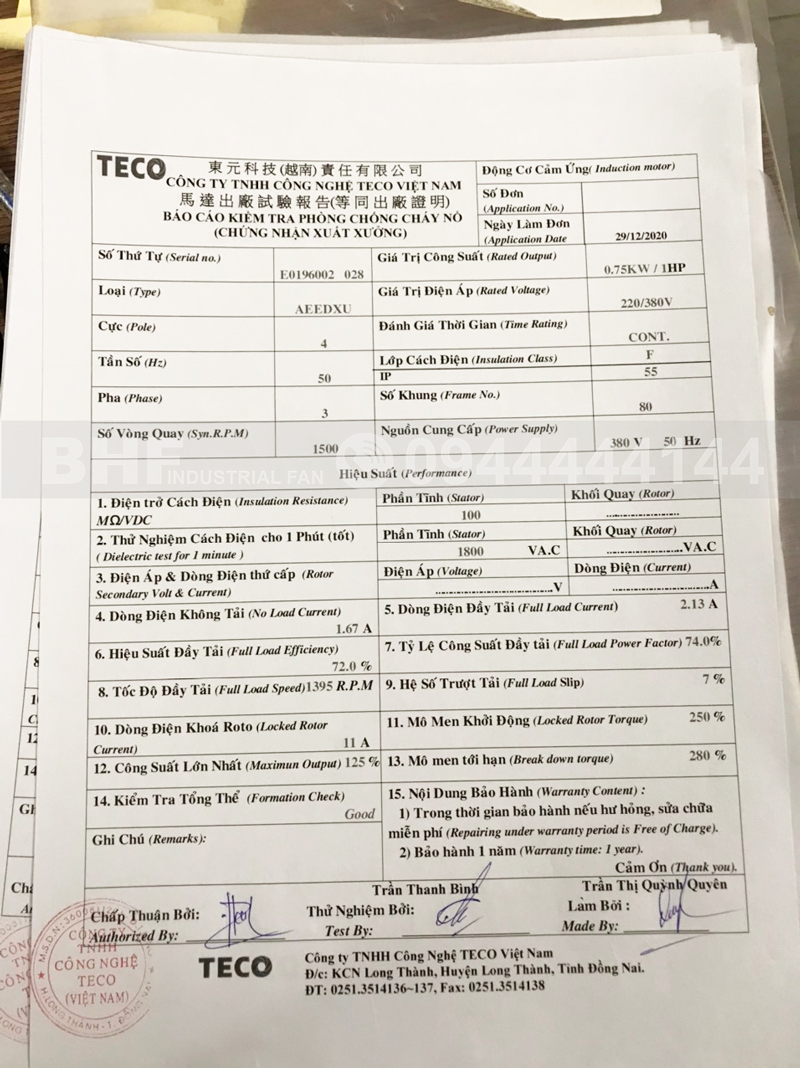 TECO
東元科技(越南)責任有限公司
CÔNG TY TNHH CÔNG NGHỆ TECO VIỆT NAM
馬達出廠試驗報告(等同出廠證明)
BÁO CÁO KIỂM TRA PHÒNG CHỐNG CHÁY NỔ
(CHỨNG NHẬN XUẤT XƯỞNG)
Động Cơ Cảm Ứng( Induction motor)
Số Đơn
(Application No.)
Ngày Làm Đơn
(Application Date
29/12/2020
Số Thứ Tự (Serial no.)
E0196002 028
Giá Trị Công Suất (Rated Output)
0.75KW / 1HP
Loại (Type)
AEEDXU
Giá Trị Điện Áp (Rated Voltage)
220/380V
Cực (Pole)
4
Đánh Giá Thời Gian (Time Rating)
CONT.
Tần Số (Hz)
50
Lớp Cách Điện (Insulation Class)
F
IP
55
Pha (Phase)
3
Số Khung (Frame No.)
80
Số Vòng Quay (Syn.R.P.M)
1500
Nguồn Cung Cấp (Power Supply)
380 V 50 Hz
BHF INDUSTRIAL FAN 0944444144
Hiệu Suất (Performance)
1. Điện trở Cách Điện (Insulation Resistance)
MΩ/VDC
Phần Tĩnh (Stator)
100
Khối Quay (Rotor)
........................
2. Thử Nghiệm Cách Điện cho 1 Phút (tốt)
( Dielectric test for 1 minute )
Phần Tĩnh (Stator)
1800 VA.C
Khối Quay (Rotor)
........................VA.C
3. Điện Áp & Dòng Điện thứ cấp (Rotor
Secondary Volt & Current)
Điện Áp (Voltage)
........................V
Dòng Điện (Current)
........................A
4. Dòng Điện Không Tải (No Load Current)
1.67 A
5. Dòng Điện Đầy Tải (Full Load Current) 2.13 A
6. Hiệu Suất Đầy Tải (Full Load Efficiency)
72.0 %
7. Tỷ Lệ Công Suất Đầy tải (Full Load Power Factor) 74.0%
8. Tốc Độ Đầy Tải (Full Load Speed)1395 R.P.M
9. Hệ Số Trượt Tải (Full Load Slip) 7 %
10. Dòng Điện Khoá Roto (Locked Rotor
Current) 11 A
11. Mô Men Khởi Động (Locked Rotor Torque) 250 %
12. Công Suất Lớn Nhất (Maximun Output) 125 %
13. Mô men tới hạn (Break down torque) 280 %
14. Kiểm Tra Tổng Thể (Formation Check)
Good
15. Nội Dung Bảo Hành (Warranty Content) :
1) Trong thời gian bảo hành nếu hư hỏng, sửa chữa
miễn phí (Repairing under warranty period is Free of Charge).
2) Bảo hành 1 năm (Warranty time: 1 year).
Cảm Ơn (Thank you).
Ghi Chú (Remarks):
Trần Thanh Bình
Trần Thị Quỳnh Quyên
Chấp Thuận Bởi:
Authorized By:
Thử Nghiệm Bởi:
Test By:
Làm Bởi :
Made By:
CÔNG TY
TNHH
CÔNG NGHỆ
TECO
(VIỆT NAM)
TECO
Công ty TNHH Công Nghệ TECO Việt Nam
Đ/c: KCN Long Thành, Huyện Long Thành, Tỉnh Đồng Nai.
ĐT: 0251.3514136~137, Fax: 0251.3514138